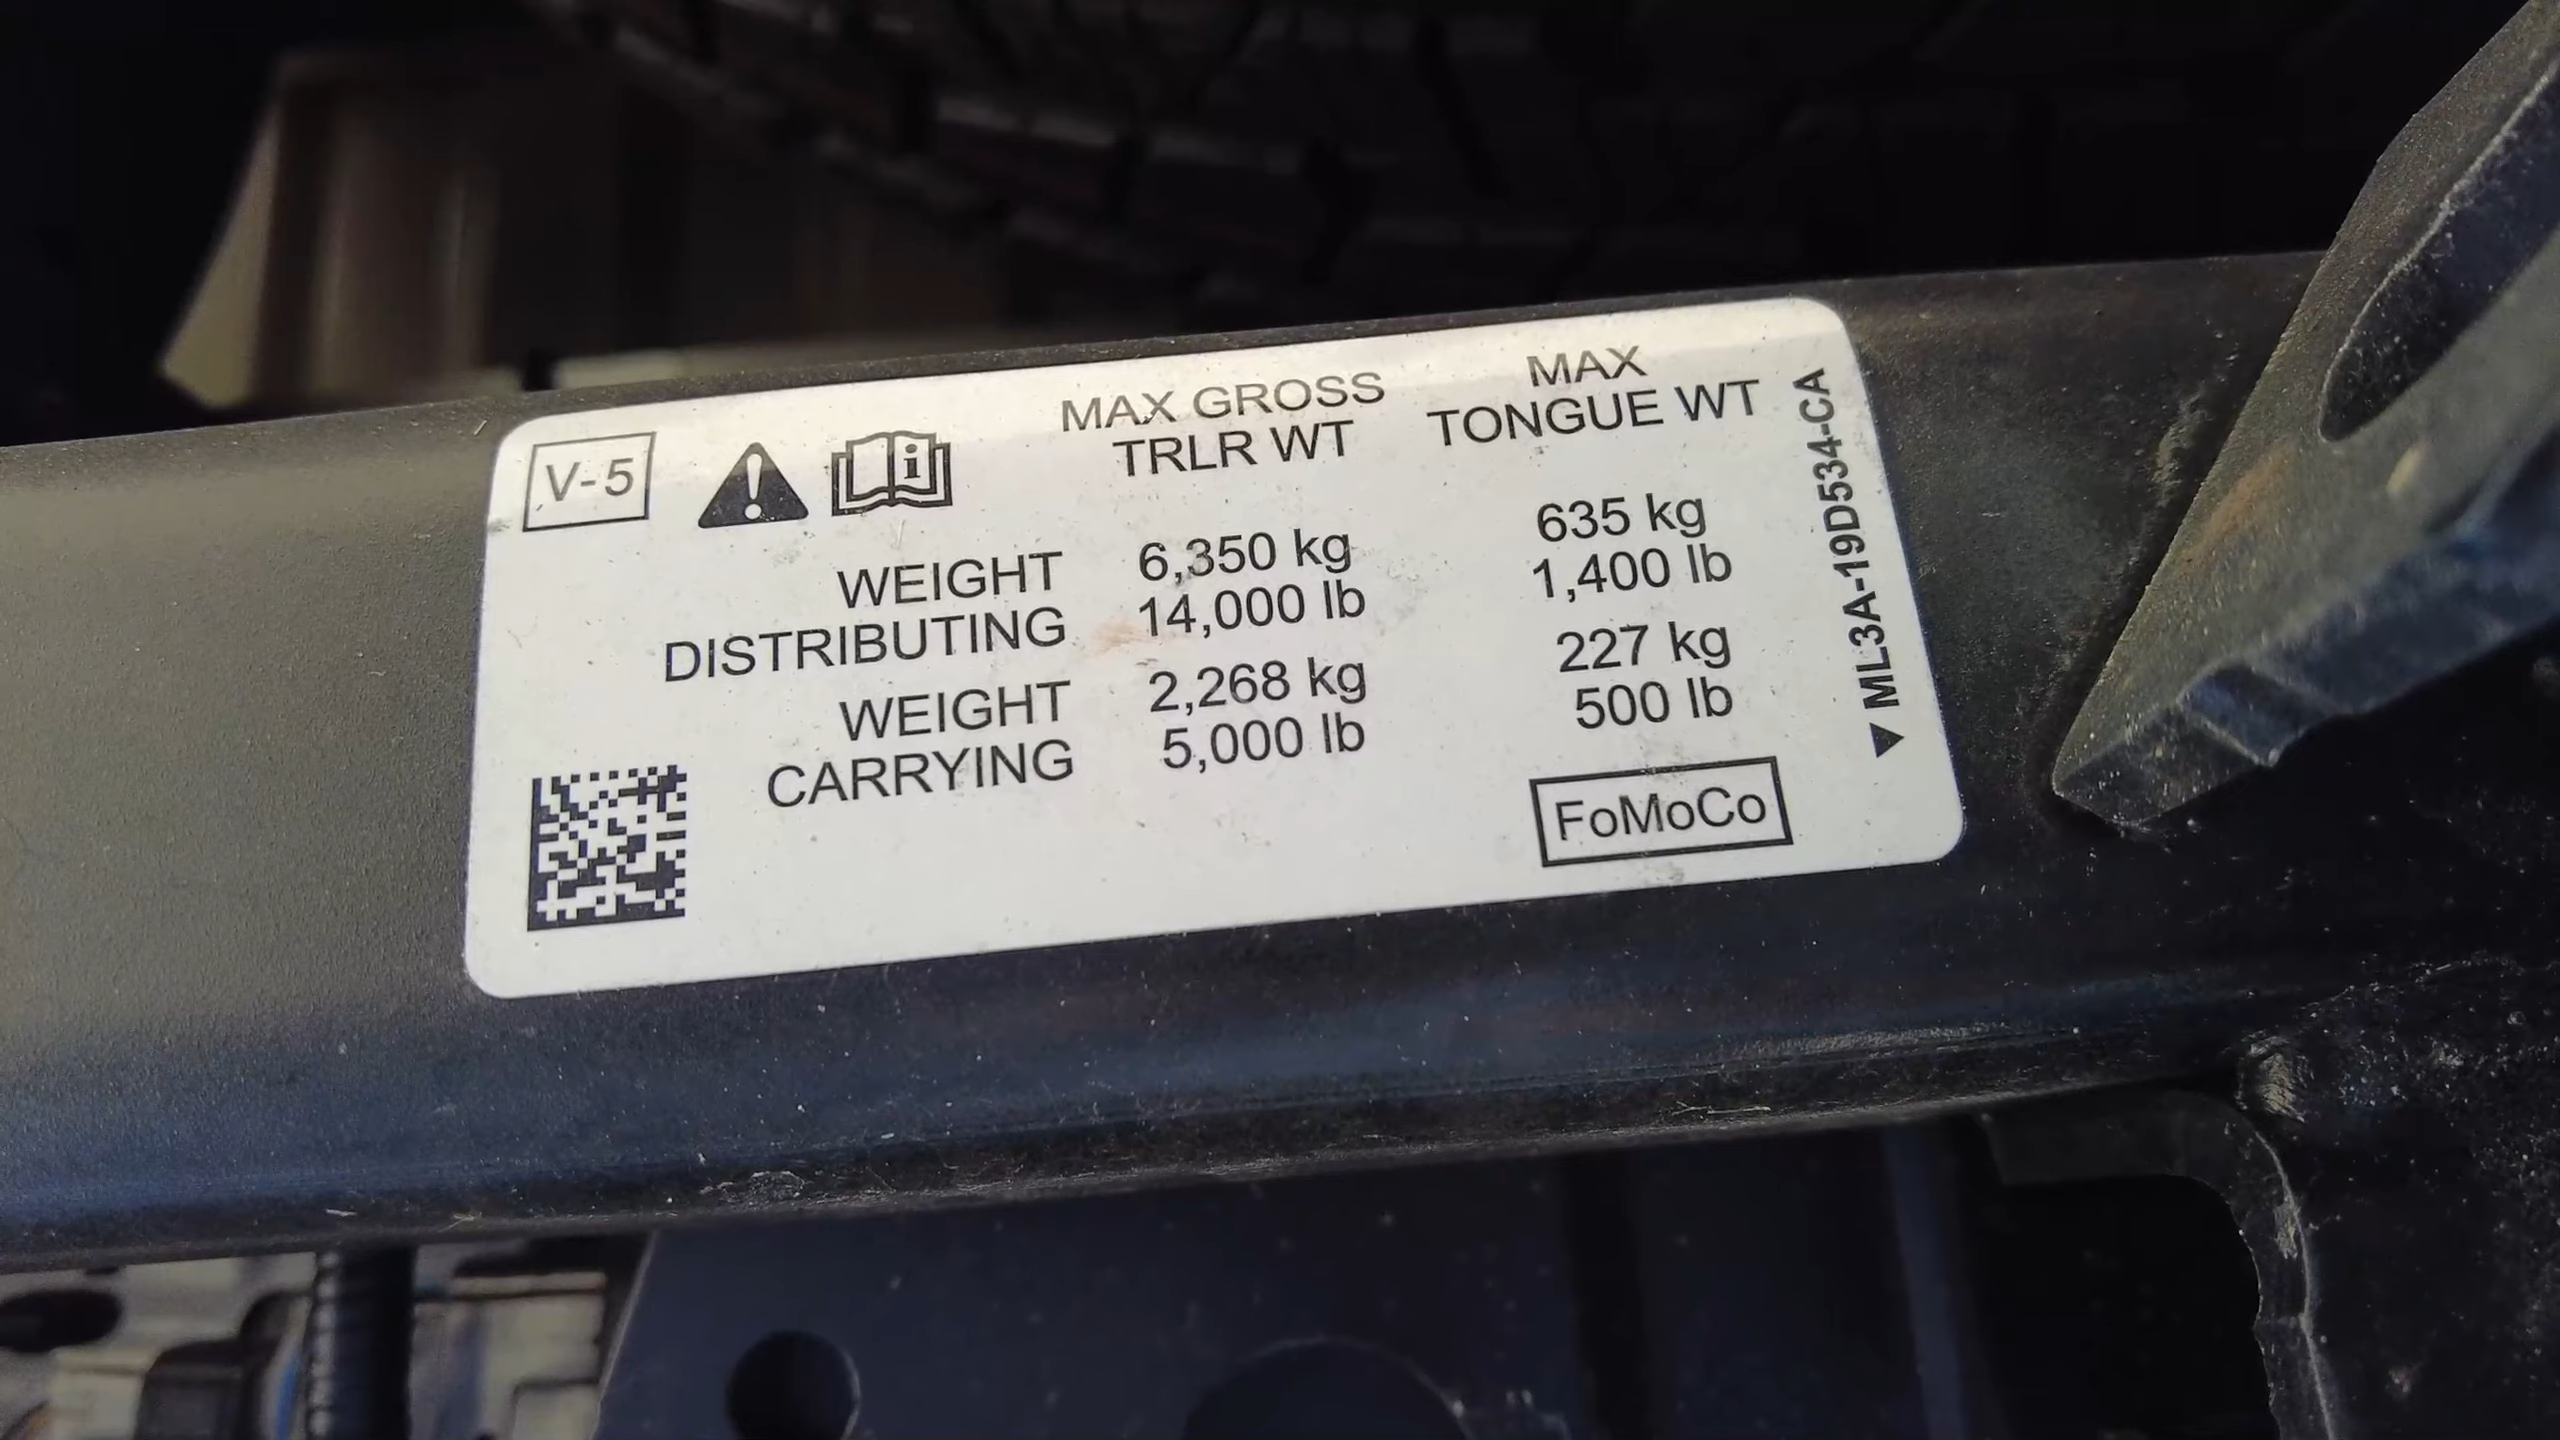 V-5
MAX GROSS
TRLR WT
MAX
TONGUE WT
WEIGHT
DISTRIBUTING
6,350 kg
14,000 lb
635 kg
1,400 lb
WEIGHT
CARRYING
2,268 kg
5,000 lb
227 kg
500 lb
FoMoCo
▼ ML3A-19D534-CA